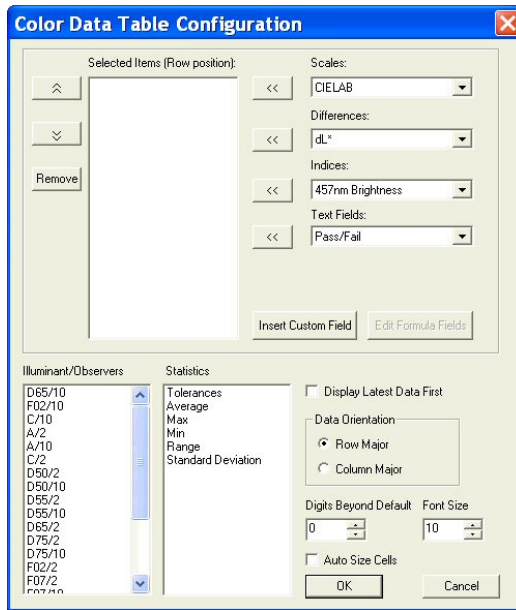 Color Data Table Configuration
Selected Items (Row position):
Scales:
<<
CIELAB
Differences:
<<
dL*
Remove
Indices:
<<
457nm Brightness
Text Fields:
<<
Pass/Fail
Insert Custom Field
Edit Formula Fields
Illuminant/Observers
D65/10
F02/10
C/10
A/2
A/10
C/2
D50/2
D50/10
D55/2
D55/10
D65/2
D75/2
D75/10
F02/2
F07/2
F07/10
Statistics
Tolerances
Average
Max
Min
Range
Standard Deviation
Display Latest Data First
Data Orientation
Row Major
Column Major
Digits Beyond Default
Font Size
0
10
Auto Size Cells
OK
Cancel